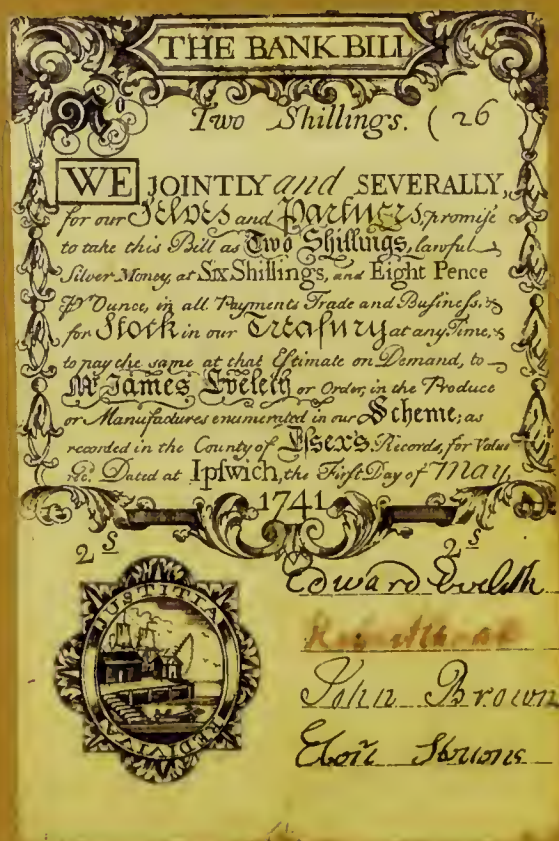 THE BANK BILL
No
Two Shillings. ( 26
WE JOINTLY and SEVERALLY,
for our Selves and Partners, promise
to take this Bill as Two Shillings, lawful
Silver Money, at Six Shillings, and Eight Pence
Pr Ounce, in all Payments Trade and Business, &
for Stock in our Treasury at any Time, &
to pay the same at that Estimate on Demand, to
Mr James Eveleth or Order, in the Produce
or Manufactures enumerated in our Scheme; as
recorded in the County of Essex's Records, for Value
rec. Dated at Ipswich, the First Day of May,
1741
2 S 2 S
JUSTITIA
REDIVIVA
Edward Eveleth
John Brown